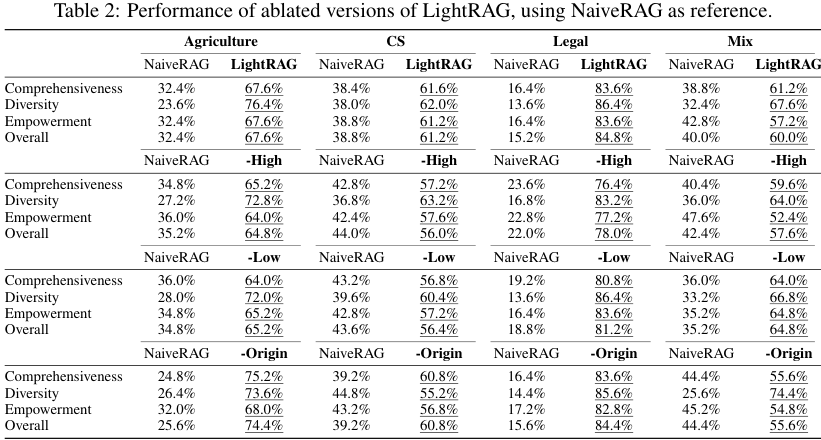 Table 2: Performance of ablated versions of LightRAG, using NaiveRAG as reference.
Agriculture CS Legal Mix
NaiveRAG LightRAG NaiveRAG LightRAG NaiveRAG LightRAG NaiveRAG LightRAG
Comprehensiveness 32.4% 67.6% 38.4% 61.6% 16.4% 83.6% 38.8% 61.2%
Diversity 23.6% 76.4% 38.0% 62.0% 13.6% 86.4% 32.4% 67.6%
Empowerment 32.4% 67.6% 38.8% 61.2% 16.4% 83.6% 42.8% 57.2%
Overall 32.4% 67.6% 38.8% 61.2% 15.2% 84.8% 40.0% 60.0%
NaiveRAG -High NaiveRAG -High NaiveRAG -High NaiveRAG -High
Comprehensiveness 34.8% 65.2% 42.8% 57.2% 23.6% 76.4% 40.4% 59.6%
Diversity 27.2% 72.8% 36.8% 63.2% 16.8% 83.2% 36.0% 64.0%
Empowerment 36.0% 64.0% 42.4% 57.6% 22.8% 77.2% 47.6% 52.4%
Overall 35.2% 64.8% 44.0% 56.0% 22.0% 78.0% 42.4% 57.6%
NaiveRAG -Low NaiveRAG -Low NaiveRAG -Low NaiveRAG -Low
Comprehensiveness 36.0% 64.0% 43.2% 56.8% 19.2% 80.8% 36.0% 64.0%
Diversity 28.0% 72.0% 39.6% 60.4% 13.6% 86.4% 33.2% 66.8%
Empowerment 34.8% 65.2% 42.8% 57.2% 16.4% 83.6% 35.2% 64.8%
Overall 34.8% 65.2% 43.6% 56.4% 18.8% 81.2% 35.2% 64.8%
NaiveRAG -Origin NaiveRAG -Origin NaiveRAG -Origin NaiveRAG -Origin
Comprehensiveness 24.8% 75.2% 39.2% 60.8% 16.4% 83.6% 44.4% 55.6%
Diversity 26.4% 73.6% 44.8% 55.2% 14.4% 85.6% 25.6% 74.4%
Empowerment 32.0% 68.0% 43.2% 56.8% 17.2% 82.8% 45.2% 54.8%
Overall 25.6% 74.4% 39.2% 60.8% 15.6% 84.4% 44.4% 55.6%